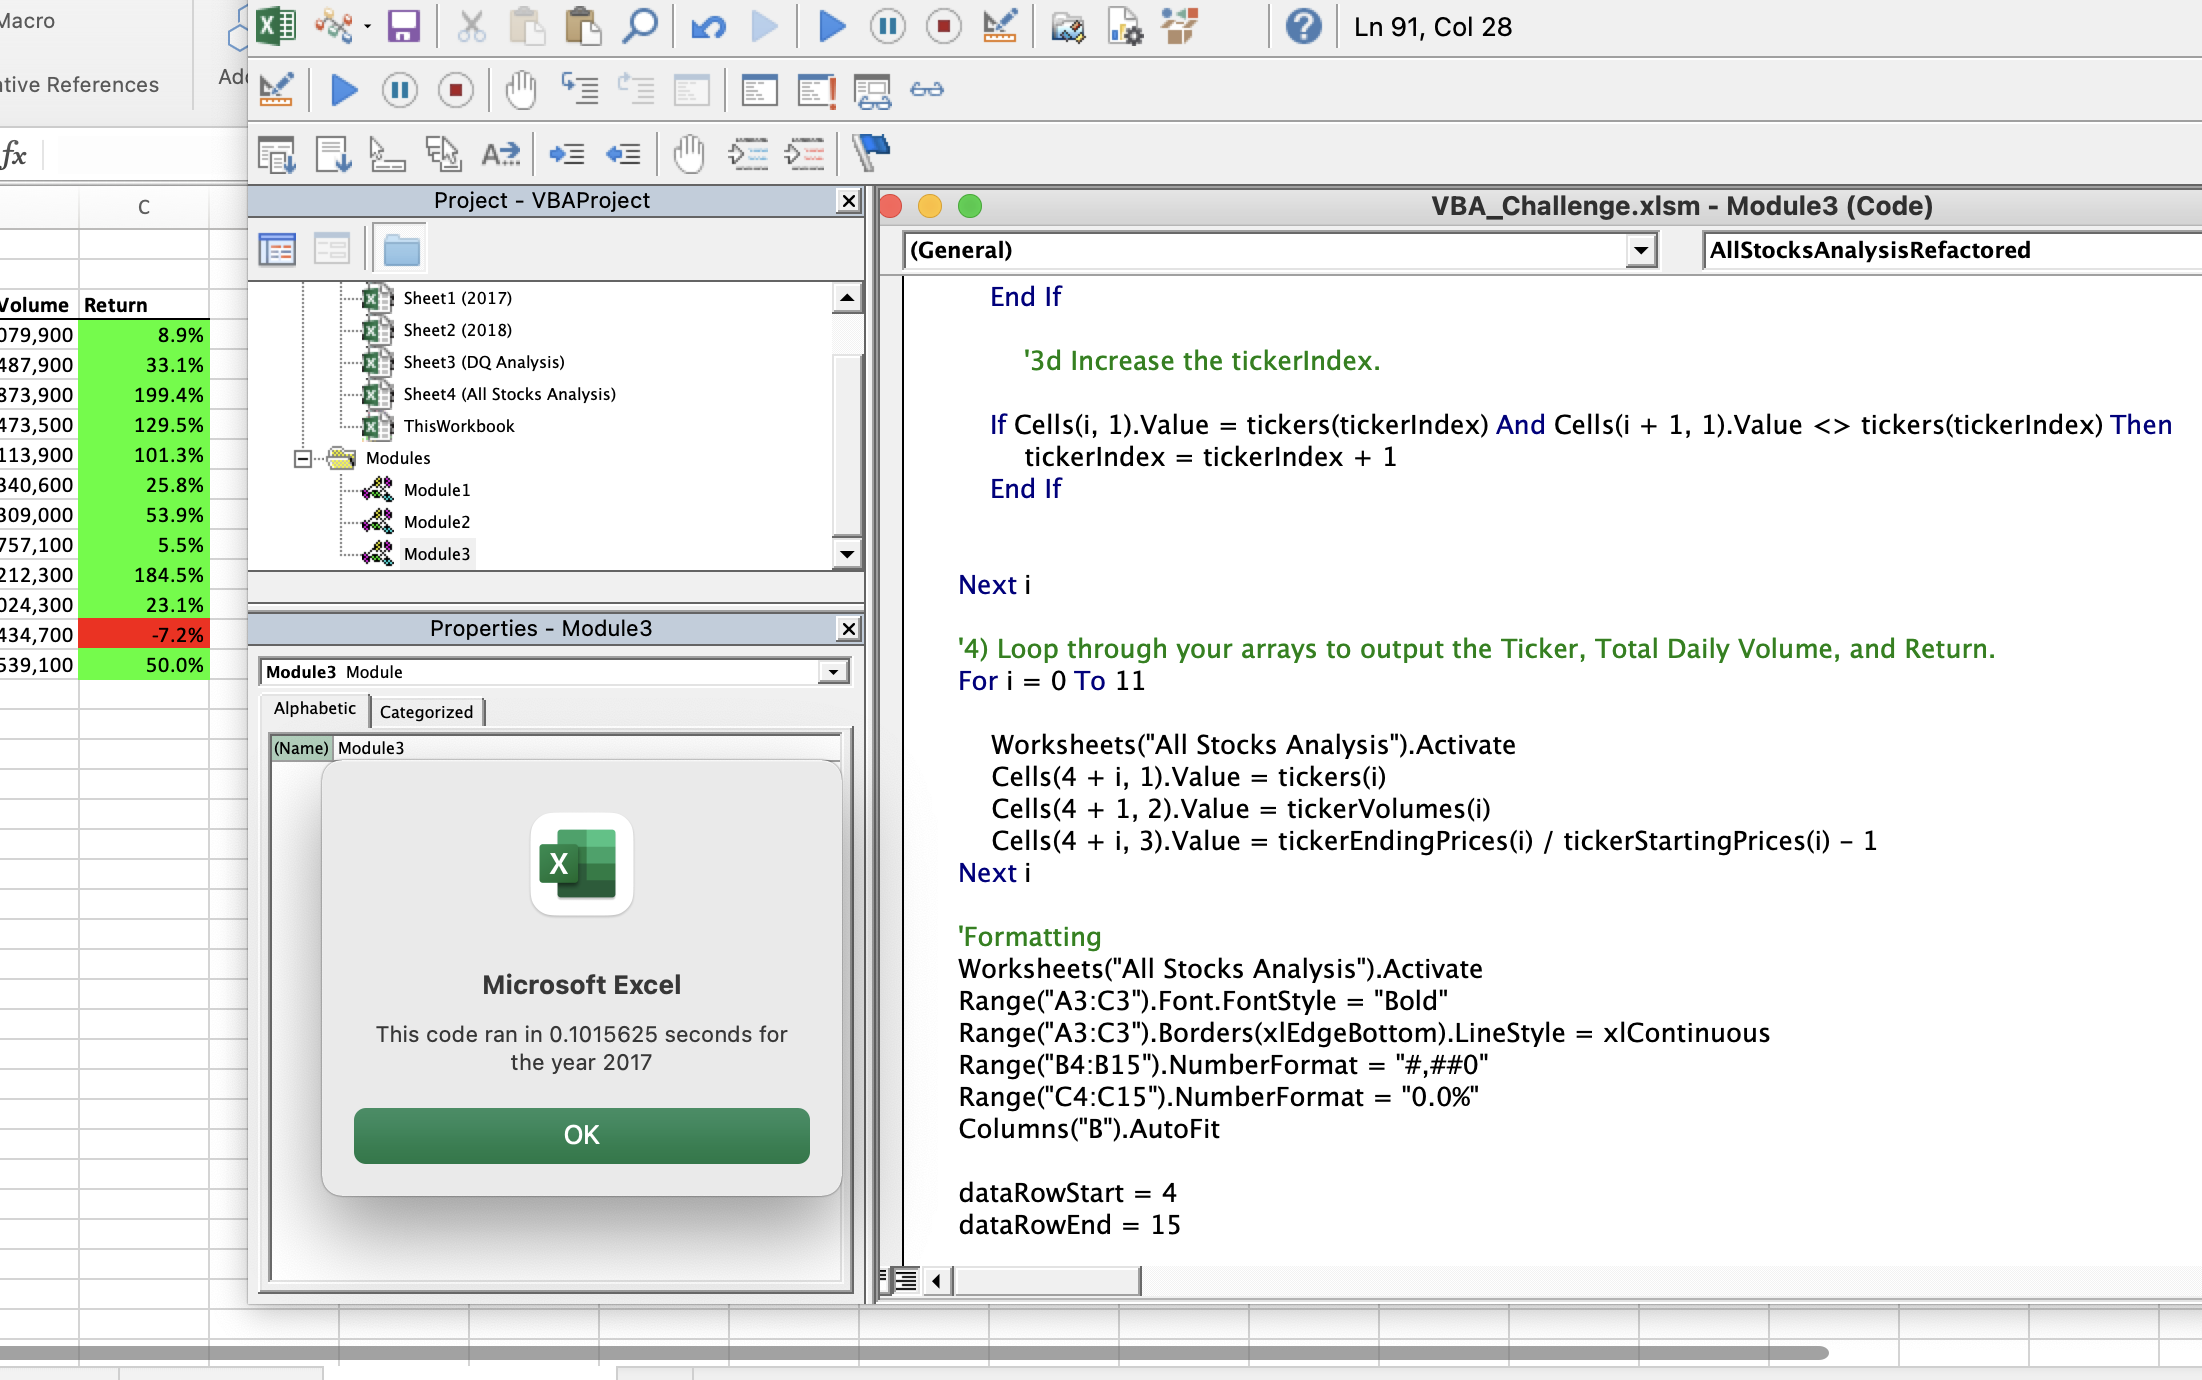 Macro
ative References
Add
Ln 91, Col 28
fx
C
Volume Return
079,900 8.9%
487,900 33.1%
873,900 199.4%
473,500 129.5%
113,900 101.3%
340,600 25.8%
309,000 53.9%
757,100 5.5%
212,300 184.5%
024,300 23.1%
434,700 -7.2%
539,100 50.0%
Project - VBAProject
Sheet1 (2017)
Sheet2 (2018)
Sheet3 (DQ Analysis)
Sheet4 (All Stocks Analysis)
ThisWorkbook
Modules
Module1
Module2
Module3
Properties - Module3
Module3 Module
Alphabetic Categorized
(Name) Module3
Microsoft Excel
This code ran in 0.1015625 seconds for
the year 2017
OK
VBA_Challenge.xlsm - Module3 (Code)
(General) AllStocksAnalysisRefactored
End If
'3d Increase the tickerIndex.
If Cells(i, 1).Value = tickers(tickerIndex) And Cells(i + 1, 1).Value <> tickers(tickerIndex) Then
tickerIndex = tickerIndex + 1
End If
Next i
'4) Loop through your arrays to output the Ticker, Total Daily Volume, and Return.
For i = 0 To 11
Worksheets("All Stocks Analysis").Activate
Cells(4 + i, 1).Value = tickers(i)
Cells(4 + 1, 2).Value = tickerVolumes(i)
Cells(4 + i, 3).Value = tickerEndingPrices(i) / tickerStartingPrices(i) - 1
Next i
'Formatting
Worksheets("All Stocks Analysis").Activate
Range("A3:C3").Font.FontStyle = "Bold"
Range("A3:C3").Borders(xlEdgeBottom).LineStyle = xlContinuous
Range("B4:B15").NumberFormat = "#,##0"
Range("C4:C15").NumberFormat = "0.0%"
Columns("B").AutoFit
dataRowStart = 4
dataRowEnd = 15